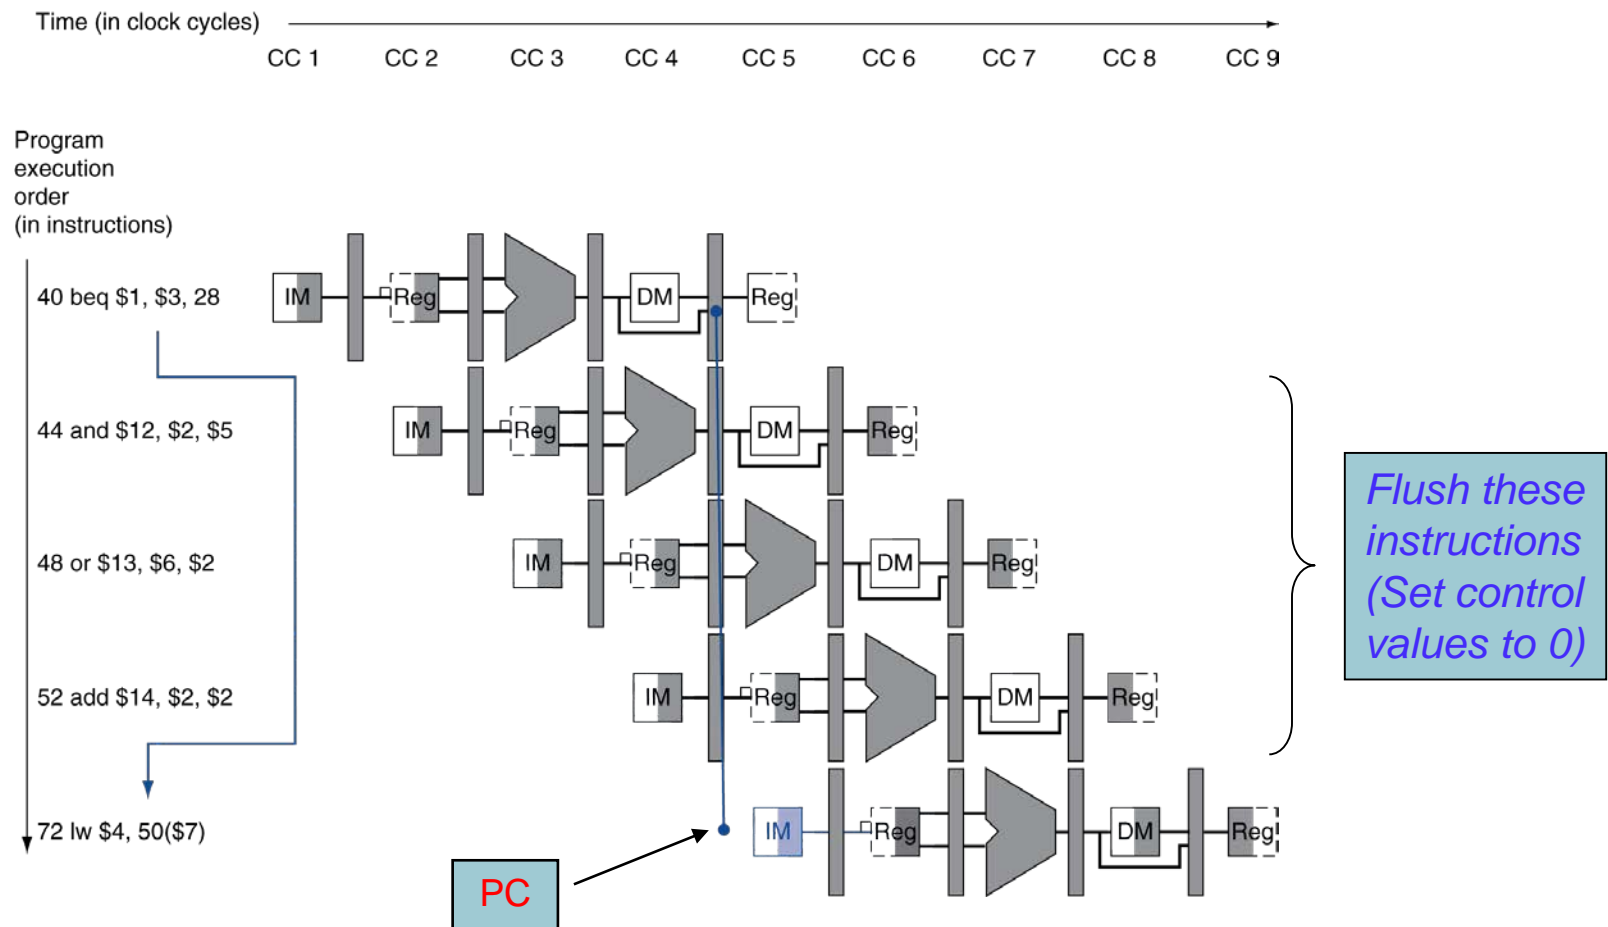 Time (in clock cycles)
CC 1 CC 2 CC 3 CC 4 CC 5 CC 6 CC 7 CC 8 CC 9
Program
execution
order
(in instructions)
40 beq $1, $3, 28
IM Reg DM Reg
44 and $12, $2, $5
IM Reg DM Reg
48 or $13, $6, $2
IM Reg DM Reg
52 add $14, $2, $2
IM Reg DM Reg
72 lw $4, 50($7)
IM Reg DM Reg
Flush these
instructions
(Set control
values to 0)
PC